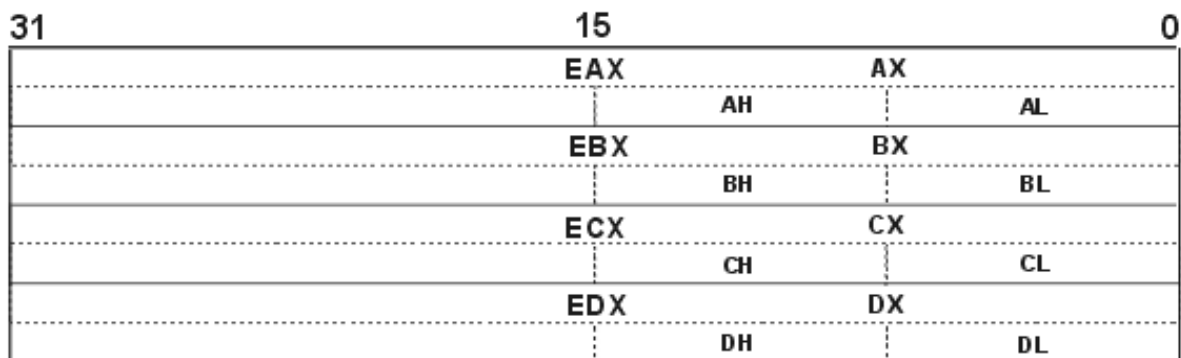 31 15 0
EAX AX
AH AL
EBX BX
BH BL
ECX CX
CH CL
EDX DX
DH DL